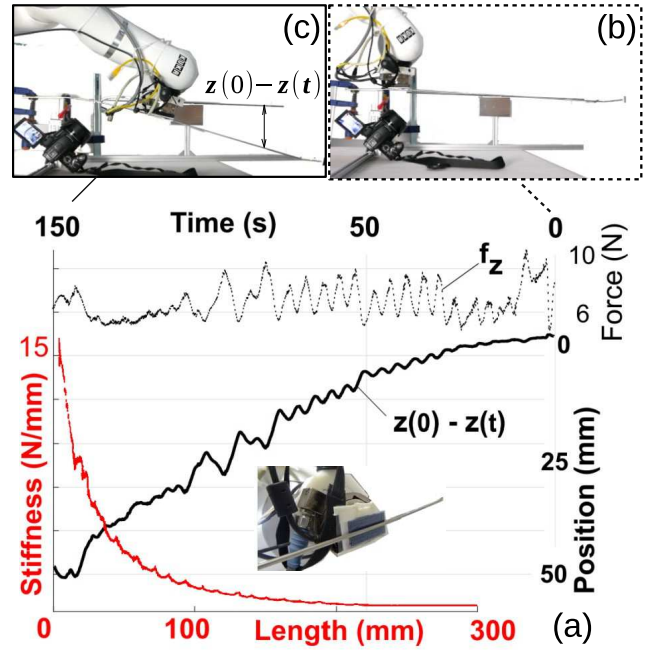 (c)
z(0)−z(t)
(b)
150
Time (s)
50
0
f_z
10
6
Force (N)
15
Stiffness (N/mm)
0
z(0) - z(t)
25
50
Position (mm)
0
100
Length (mm)
300
(a)